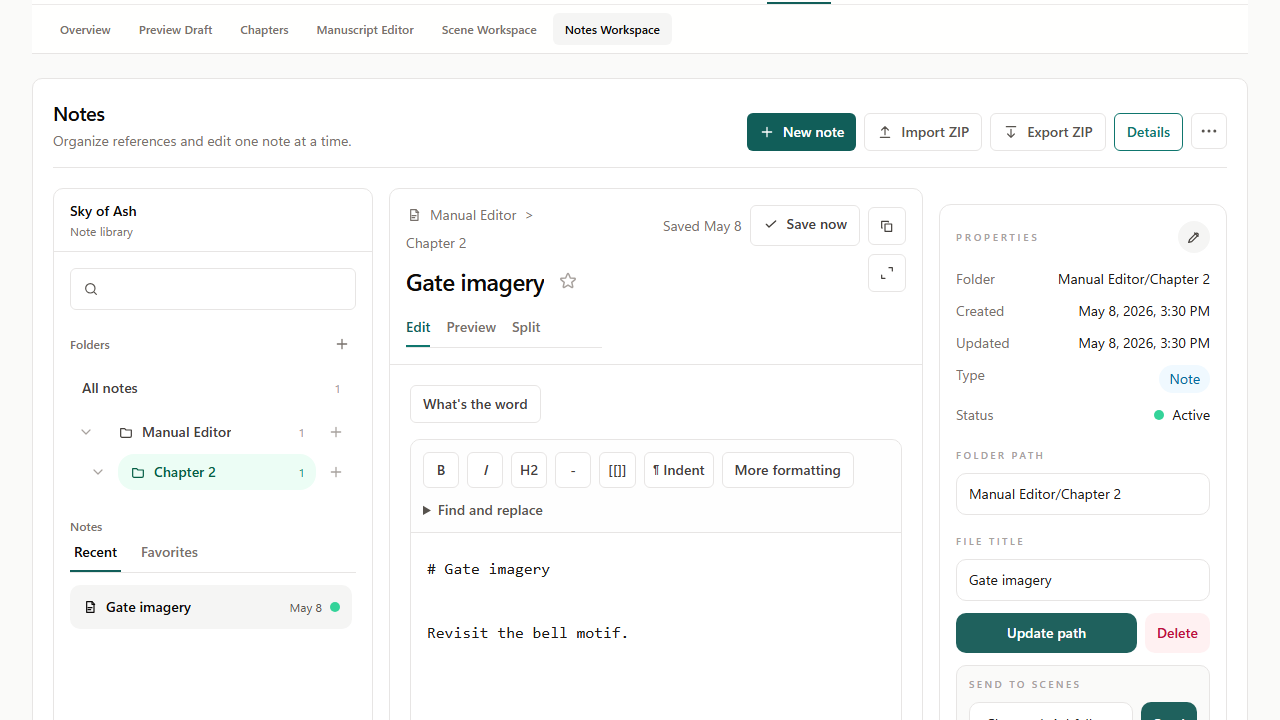 Overview Preview Draft Chapters Manuscript Editor Scene Workspace Notes Workspace
Notes
Organize references and edit one note at a time.
New note Import ZIP Export ZIP Details
Sky of Ash
Note library
Folders
All notes 1
Manual Editor 1
Chapter 2 1
Notes
Recent Favorites
Gate imagery May 8
Manual Editor >
Chapter 2
Saved May 8 Save now
Gate imagery
Edit Preview Split
What's the word
B I H2 - [[]] ¶ Indent More formatting
Find and replace
# Gate imagery
Revisit the bell motif.
PROPERTIES
Folder Manual Editor/Chapter 2
Created May 8, 2026, 3:30 PM
Updated May 8, 2026, 3:30 PM
Type Note
Status Active
FOLDER PATH
Manual Editor/Chapter 2
FILE TITLE
Gate imagery
Update path Delete
SEND TO SCENES